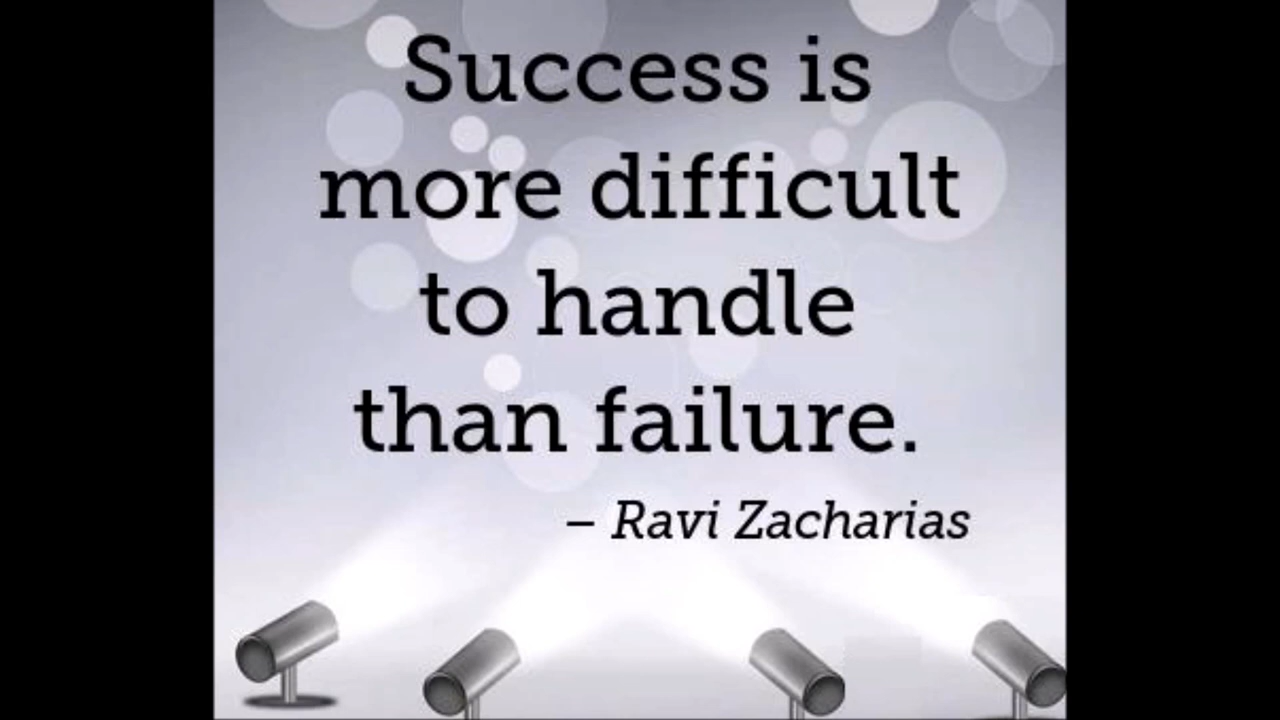 Success is
more difficult
to handle
than failure.
– Ravi Zacharias